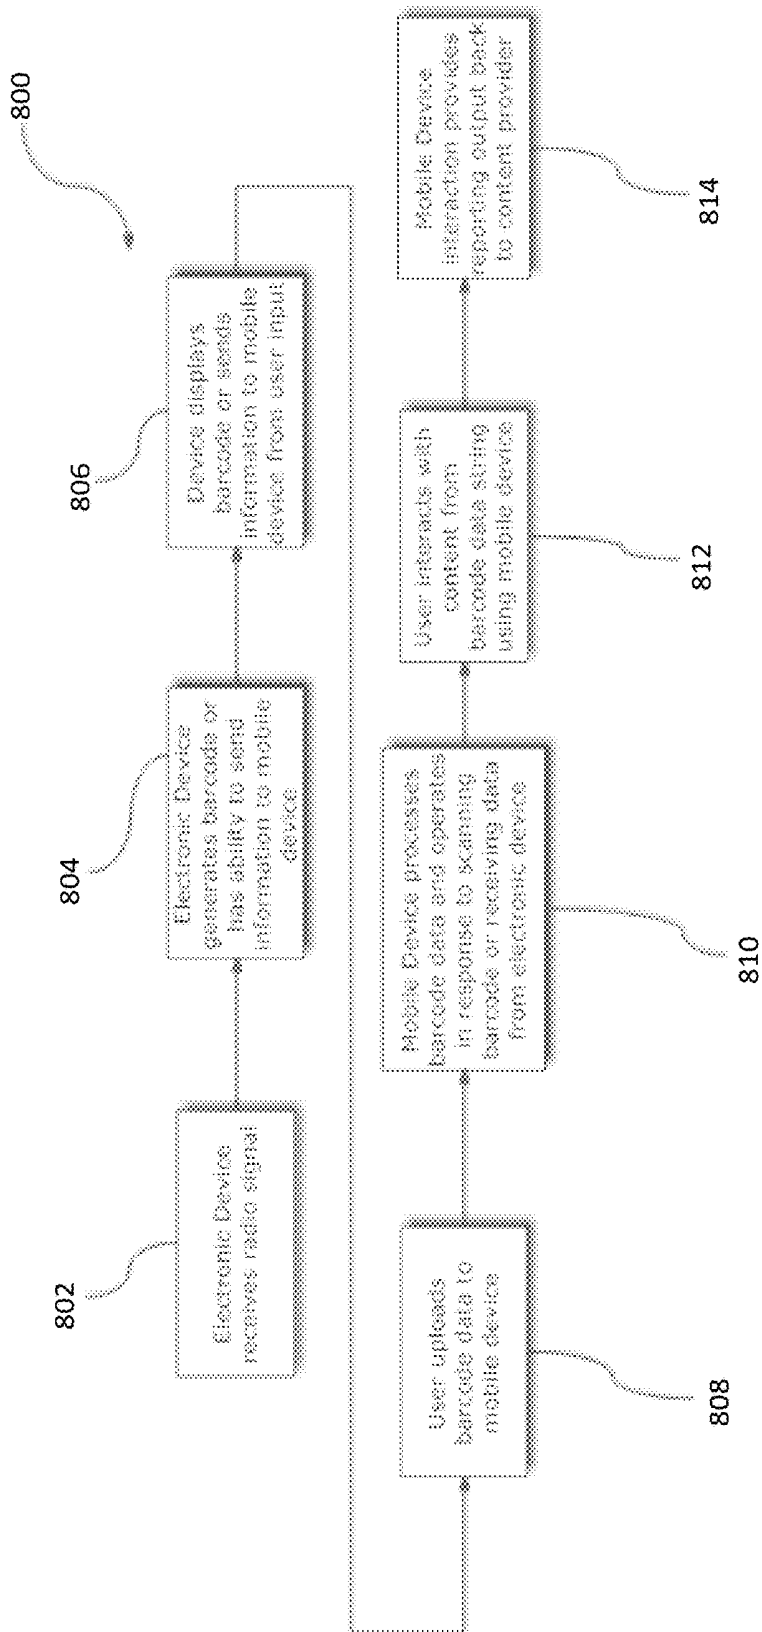 800
802
Electronic Device
receives radio signal
804
Electronic Device
generates barcode or
has ability to send
information to mobile
device
806
Device displays
barcode or sends
information to mobile
device from user input
User uploads
barcode data to
mobile device
808
Mobile Device processes
barcode data and operates
in response to scanning
barcode or receiving data
from electronic device
810
User interacts with
content from
barcode data string
using mobile device
812
Mobile Device
interaction provides
reporting output back
to content provider
814